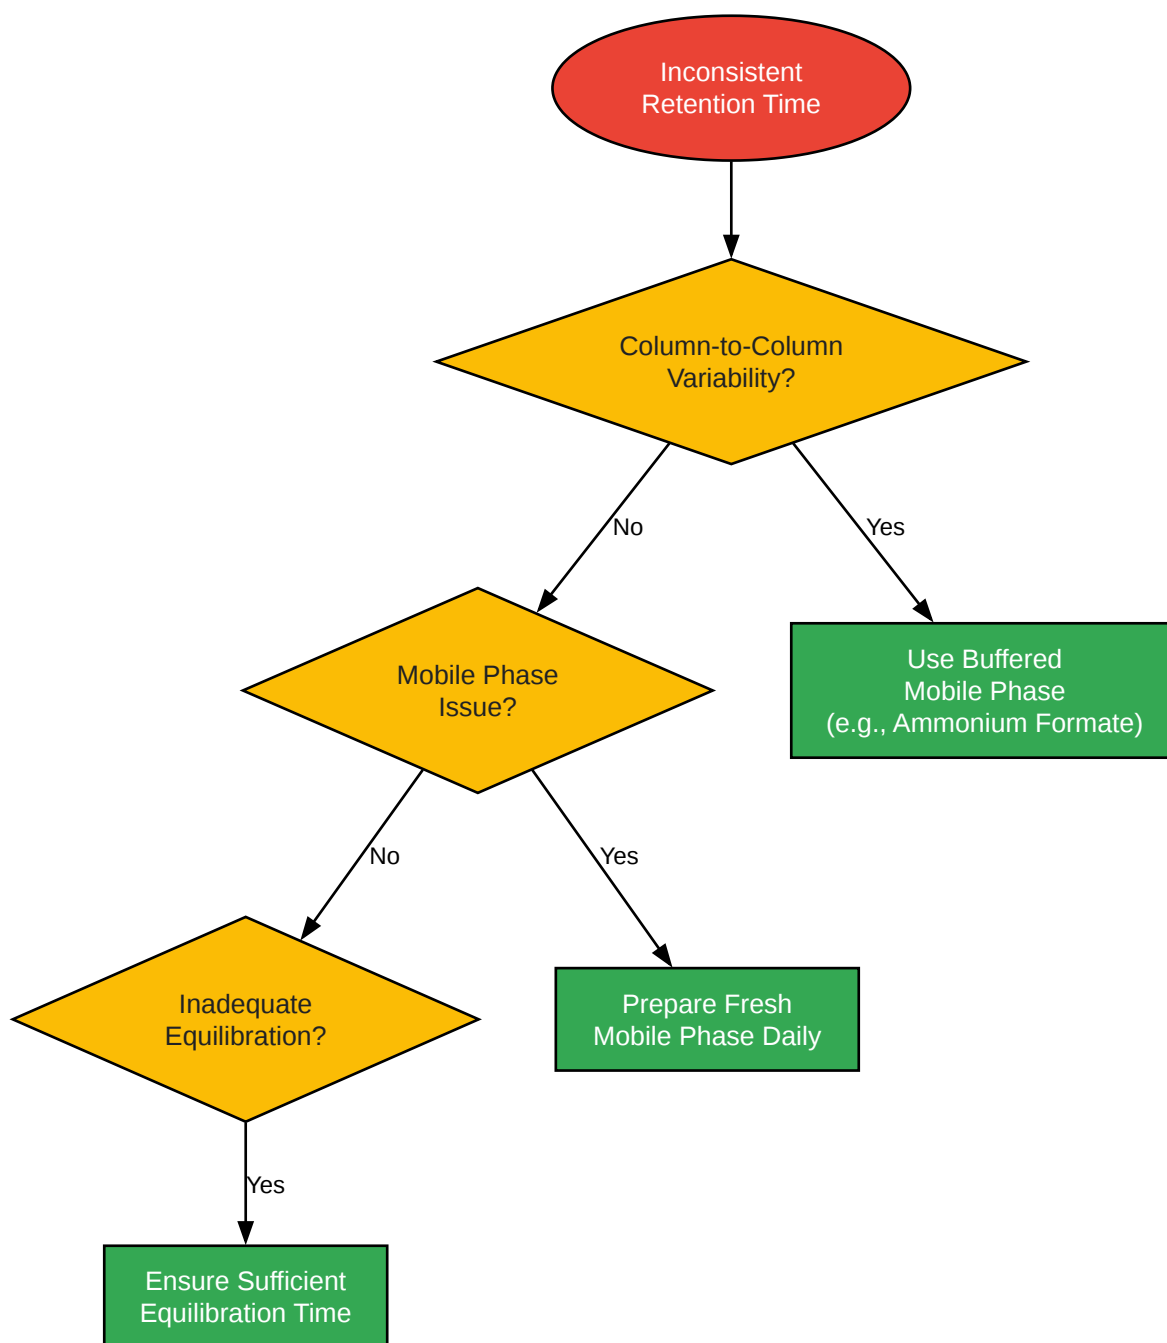 Inconsistent
Retention Time
Column-to-Column
Variability?
No
Yes
Mobile Phase
Issue?
Use Buffered
Mobile Phase
(e.g., Ammonium Formate)
No
Yes
Inadequate
Equilibration?
Prepare Fresh
Mobile Phase Daily
Yes
Ensure Sufficient
Equilibration Time